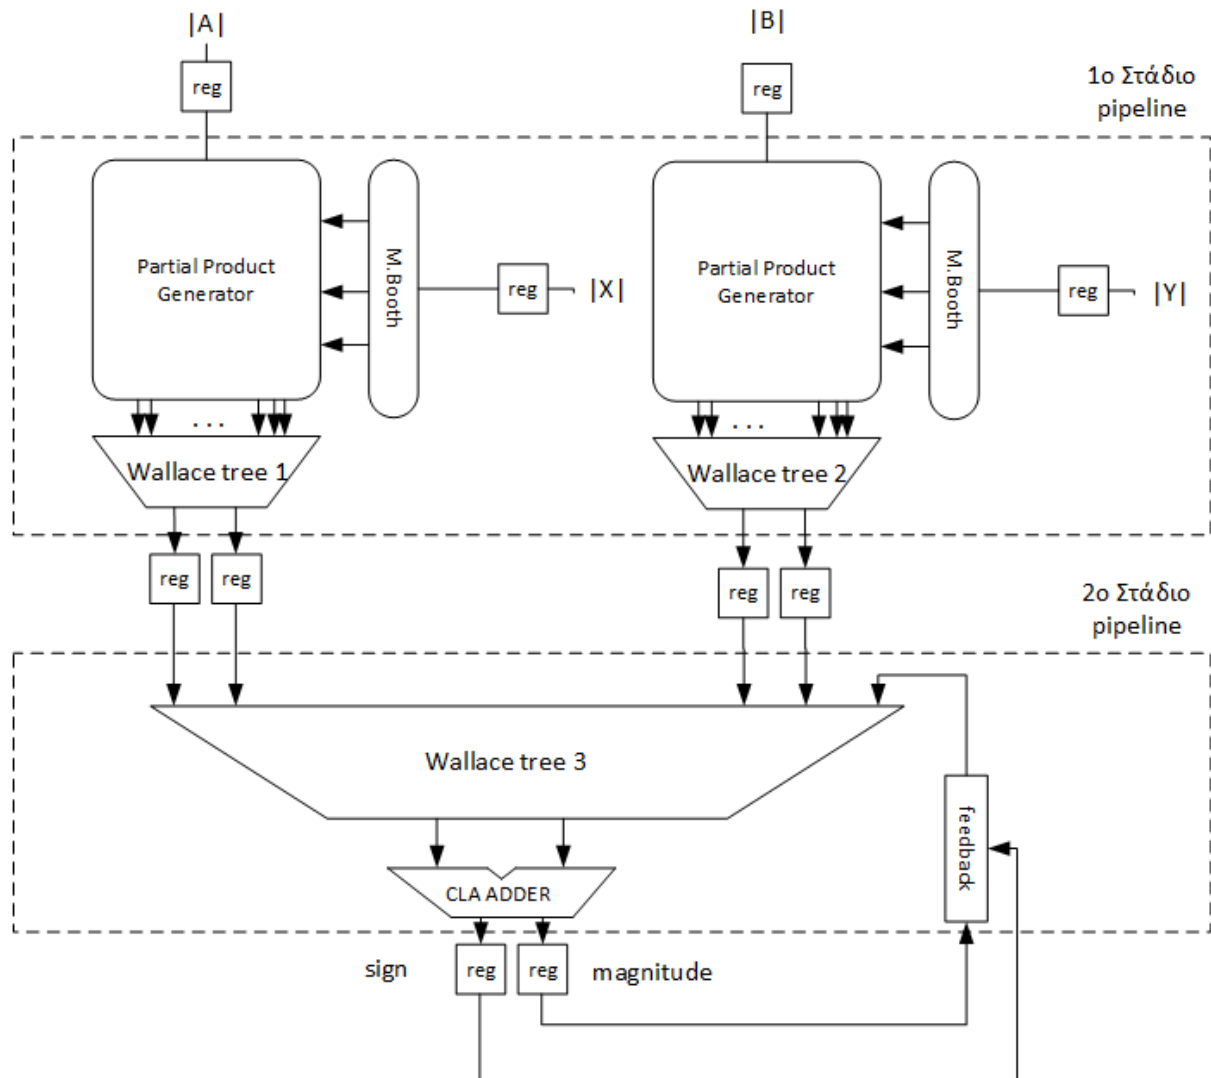 |A|
|B|
reg
reg
1ο Στάδιο
pipeline
Partial Product
Generator
M.Booth
reg
|X|
Partial Product
Generator
M.Booth
reg
|Y|
. . .
. . .
Wallace tree 1
Wallace tree 2
reg
reg
reg
reg
2ο Στάδιο
pipeline
Wallace tree 3
feedback
CLA ADDER
sign
reg
reg
magnitude